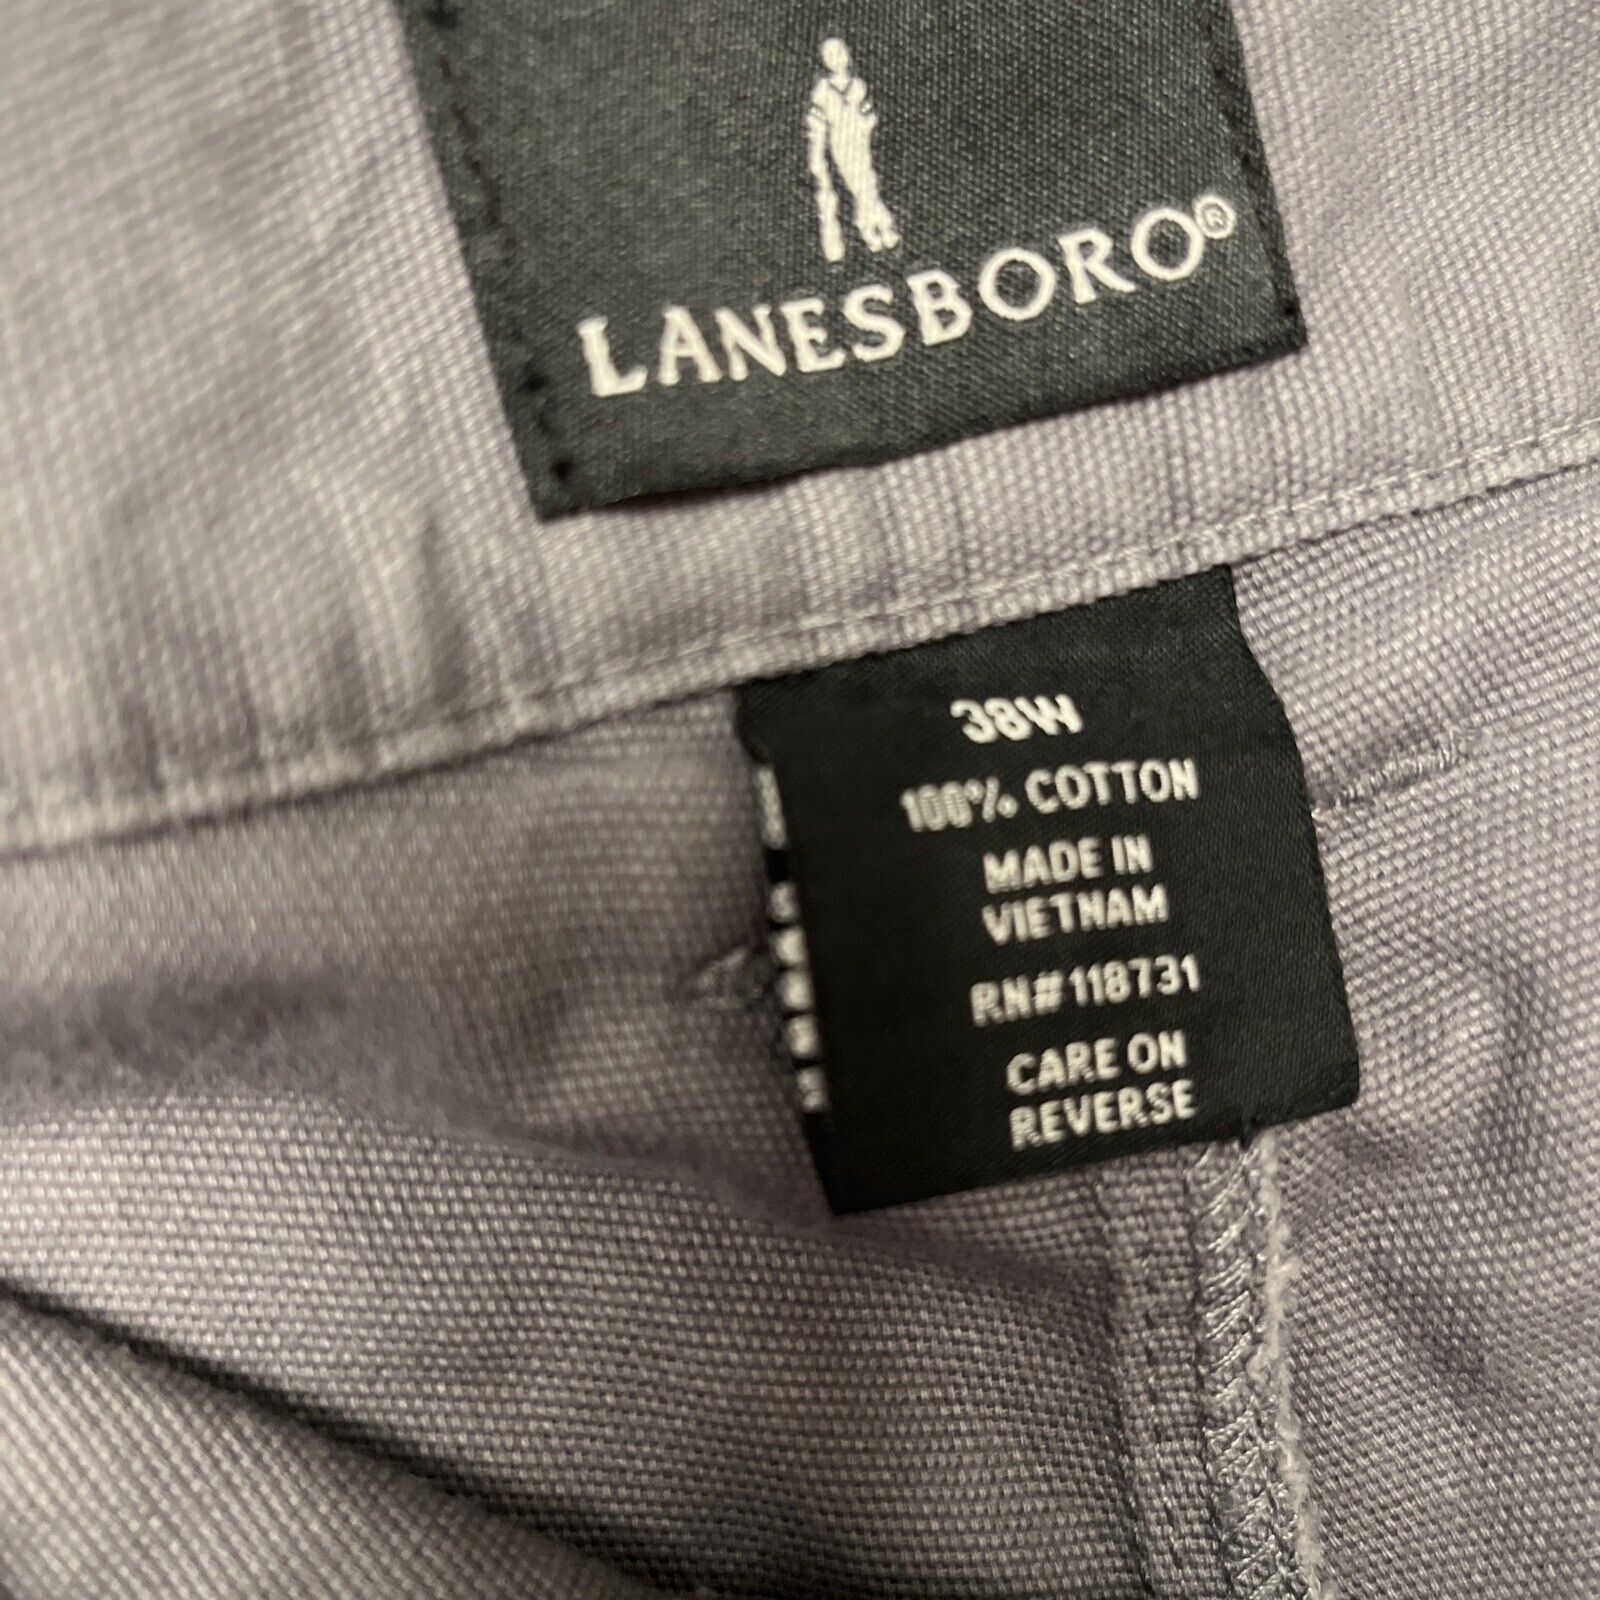 LANESBORO®
38W
100% COTTON
MADE IN
VIETNAM
RN# 118731
CARE ON
REVERSE